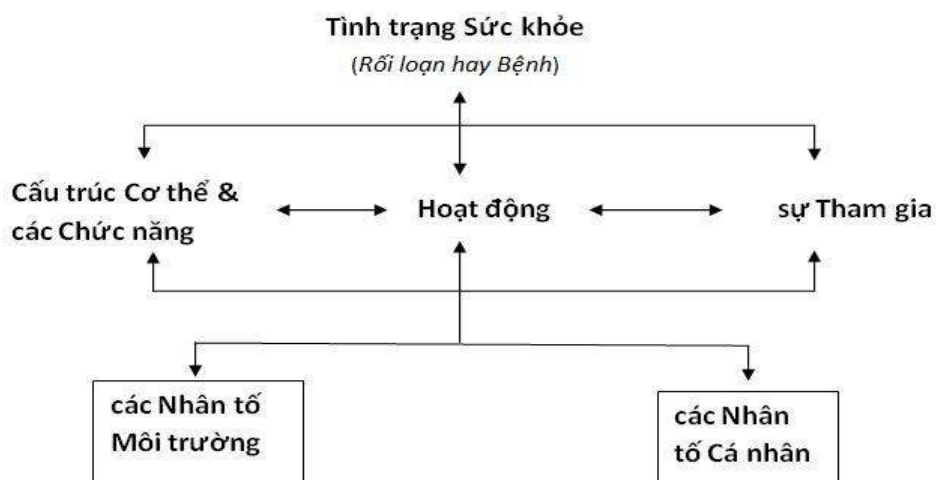 Tình trạng Sức khỏe
(Rối loạn hay Bệnh)
Cấu trúc Cơ thể &
các Chức năng
Hoạt động
sự Tham gia
các Nhân tố
Môi trường
các Nhân
tố Cá nhân